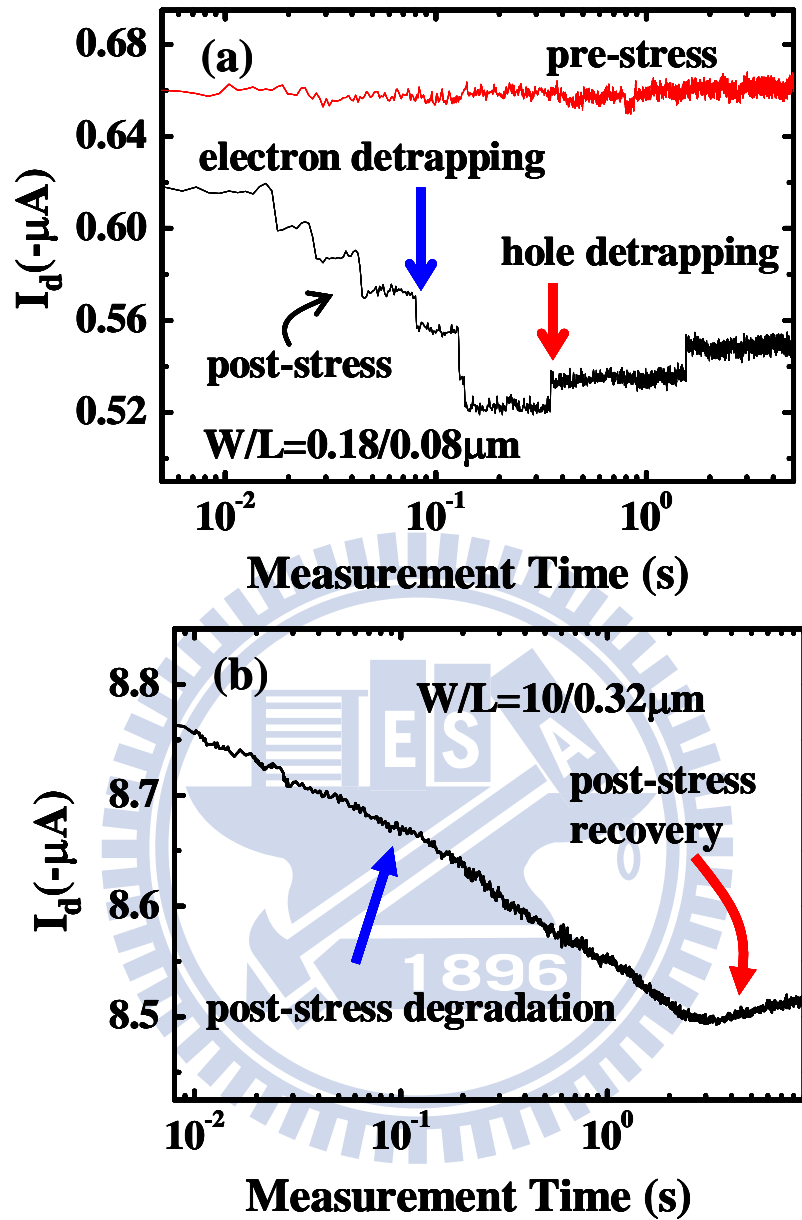 (a)
pre-stress
electron detrapping
hole detrapping
post-stress
W/L=0.18/0.08μm
0.68
0.64
0.60
0.56
0.52
I_d(-μA)
10^-2 10^-1 10^0
Measurement Time (s)
(b)
W/L=10/0.32μm
post-stress
recovery
post-stress degradation
ESA
1896
8.8
8.7
8.6
8.5
I_d(-μA)
10^-2 10^-1 10^0
Measurement Time (s)